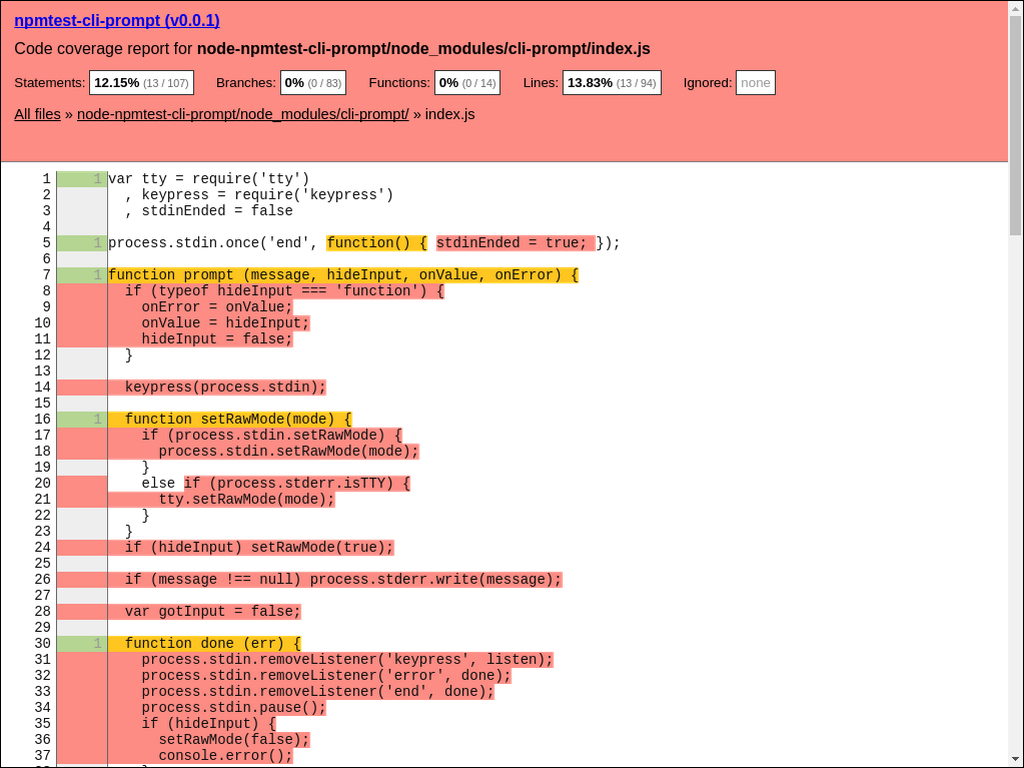 npmtest-cli-prompt (v0.0.1)
Code coverage report for node-npmtest-cli-prompt/node_modules/cli-prompt/index.js
Statements: 12.15% (13 / 107) Branches: 0% (0 / 83) Functions: 0% (0 / 14) Lines: 13.83% (13 / 94) Ignored: none
All files » node-npmtest-cli-prompt/node_modules/cli-prompt/ » index.js
1 1 var tty = require('tty')
2   , keypress = require('keypress')
3   , stdinEnded = false
4
5 1 process.stdin.once('end', function() { stdinEnded = true; });
6
7 1 function prompt (message, hideInput, onValue, onError) {
8   if (typeof hideInput === 'function') {
9     onError = onValue;
10     onValue = hideInput;
11     hideInput = false;
12   }
13
14   keypress(process.stdin);
15
16 1   function setRawMode(mode) {
17     if (process.stdin.setRawMode) {
18       process.stdin.setRawMode(mode);
19     }
20     else if (process.stderr.isTTY) {
21       tty.setRawMode(mode);
22     }
23   }
24   if (hideInput) setRawMode(true);
25
26   if (message !== null) process.stderr.write(message);
27
28   var gotInput = false;
29
30 1   function done (err) {
31     process.stdin.removeListener('keypress', listen);
32     process.stdin.removeListener('error', done);
33     process.stdin.removeListener('end', done);
34     process.stdin.pause();
35     if (hideInput) {
36       setRawMode(false);
37       console.error();